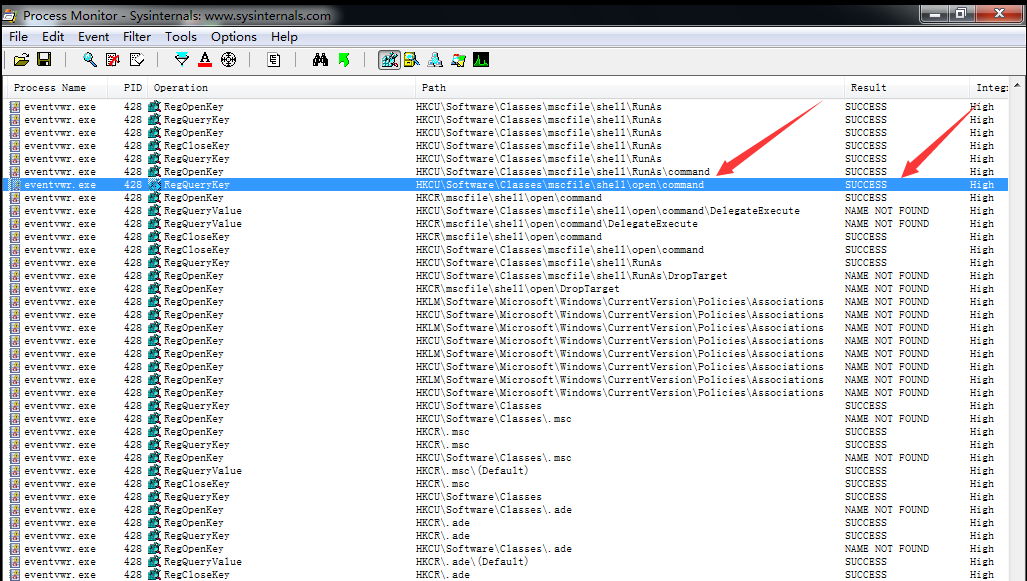 Process Monitor - Sysinternals: www.sysinternals.com
File Edit Event Filter Tools Options Help
Process Name PID Operation Path Result Integ
eventvwr.exe 428 RegOpenKey HKCU\Software\Classes\mscfile\shell\RunAs SUCCESS High
eventvwr.exe 428 RegQueryKey HKCU\Software\Classes\mscfile\shell\RunAs SUCCESS High
eventvwr.exe 428 RegOpenKey HKCU\Software\Classes\mscfile\shell\RunAs SUCCESS High
eventvwr.exe 428 RegCloseKey HKCU\Software\Classes\mscfile\shell\RunAs SUCCESS High
eventvwr.exe 428 RegQueryKey HKCU\Software\Classes\mscfile\shell\RunAs SUCCESS High
eventvwr.exe 428 RegOpenKey HKCU\Software\Classes\mscfile\shell\RunAs\command SUCCESS High
eventvwr.exe 428 RegQueryKey HKCU\Software\Classes\mscfile\shell\open\command SUCCESS High
eventvwr.exe 428 RegOpenKey HKCR\mscfile\shell\open\command SUCCESS High
eventvwr.exe 428 RegQueryValue HKCU\Software\Classes\mscfile\shell\open\command\DelegateExecute NAME NOT FOUND High
eventvwr.exe 428 RegQueryValue HKCR\mscfile\shell\open\command\DelegateExecute NAME NOT FOUND High
eventvwr.exe 428 RegCloseKey HKCR\mscfile\shell\open\command SUCCESS High
eventvwr.exe 428 RegCloseKey HKCU\Software\Classes\mscfile\shell\open\command SUCCESS High
eventvwr.exe 428 RegQueryKey HKCU\Software\Classes\mscfile\shell\RunAs SUCCESS High
eventvwr.exe 428 RegOpenKey HKCU\Software\Classes\mscfile\shell\RunAs\DropTarget NAME NOT FOUND High
eventvwr.exe 428 RegOpenKey HKCR\mscfile\shell\open\DropTarget NAME NOT FOUND High
eventvwr.exe 428 RegOpenKey HKLM\Software\Microsoft\Windows\CurrentVersion\Policies\Associations NAME NOT FOUND High
eventvwr.exe 428 RegOpenKey HKCU\Software\Microsoft\Windows\CurrentVersion\Policies\Associations NAME NOT FOUND High
eventvwr.exe 428 RegOpenKey HKLM\Software\Microsoft\Windows\CurrentVersion\Policies\Associations NAME NOT FOUND High
eventvwr.exe 428 RegOpenKey HKCU\Software\Microsoft\Windows\CurrentVersion\Policies\Associations NAME NOT FOUND High
eventvwr.exe 428 RegOpenKey HKLM\Software\Microsoft\Windows\CurrentVersion\Policies\Associations NAME NOT FOUND High
eventvwr.exe 428 RegOpenKey HKCU\Software\Microsoft\Windows\CurrentVersion\Policies\Associations NAME NOT FOUND High
eventvwr.exe 428 RegOpenKey HKLM\Software\Microsoft\Windows\CurrentVersion\Policies\Associations NAME NOT FOUND High
eventvwr.exe 428 RegOpenKey HKCU\Software\Microsoft\Windows\CurrentVersion\Policies\Associations NAME NOT FOUND High
eventvwr.exe 428 RegQueryKey HKCU\Software\Classes SUCCESS High
eventvwr.exe 428 RegOpenKey HKCU\Software\Classes\.msc NAME NOT FOUND High
eventvwr.exe 428 RegOpenKey HKCR\.msc SUCCESS High
eventvwr.exe 428 RegQueryKey HKCR\.msc SUCCESS High
eventvwr.exe 428 RegOpenKey HKCU\Software\Classes\.msc NAME NOT FOUND High
eventvwr.exe 428 RegQueryValue HKCR\.msc\(Default) SUCCESS High
eventvwr.exe 428 RegCloseKey HKCR\.msc SUCCESS High
eventvwr.exe 428 RegQueryKey HKCU\Software\Classes SUCCESS High
eventvwr.exe 428 RegOpenKey HKCU\Software\Classes\.ade NAME NOT FOUND High
eventvwr.exe 428 RegOpenKey HKCR\.ade SUCCESS High
eventvwr.exe 428 RegQueryKey HKCR\.ade SUCCESS High
eventvwr.exe 428 RegOpenKey HKCU\Software\Classes\.ade NAME NOT FOUND High
eventvwr.exe 428 RegQueryValue HKCR\.ade\(Default) SUCCESS High
eventvwr.exe 428 RegCloseKey HKCR\.ade SUCCESS High